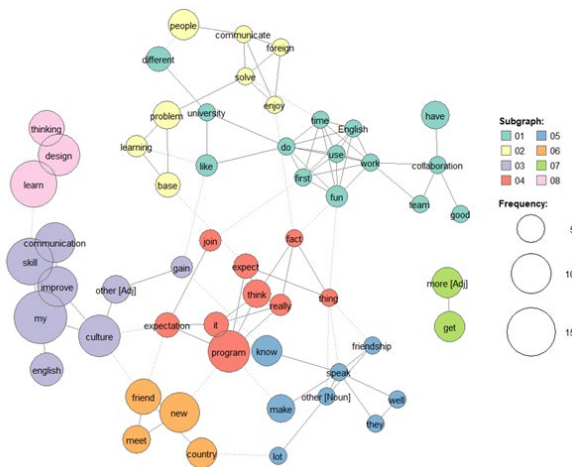 people
communicate
foreign
different
solve
enjoy
problem
university
time
English
have
thinking
design
learning
do
use
work
collaboration
learn
base
like
first
fun
team
good
communication
join
fact
skill
gain
expect
improve
other [Adj]
think
really
thing
more [Adj]
my
culture
expectation
it
get
program
know
friendship
english
speak
friend
new
make
other [Noun]
well
meet
they
country
lot
Subgraph:
01 05
02 06
03 07
04 08
Frequency:
5
10
15